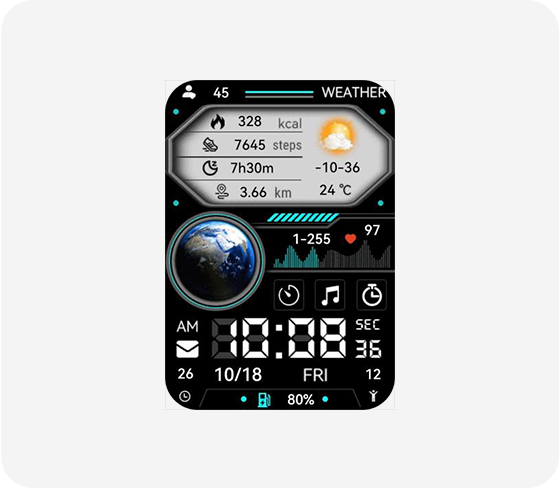 45 WEATHER
328 kcal
7645 steps
7h30m -10-36
3.66 km 24 ℃
1-255 97
AM 10:08 SEC 36
26 10/18 FRI 12
80%